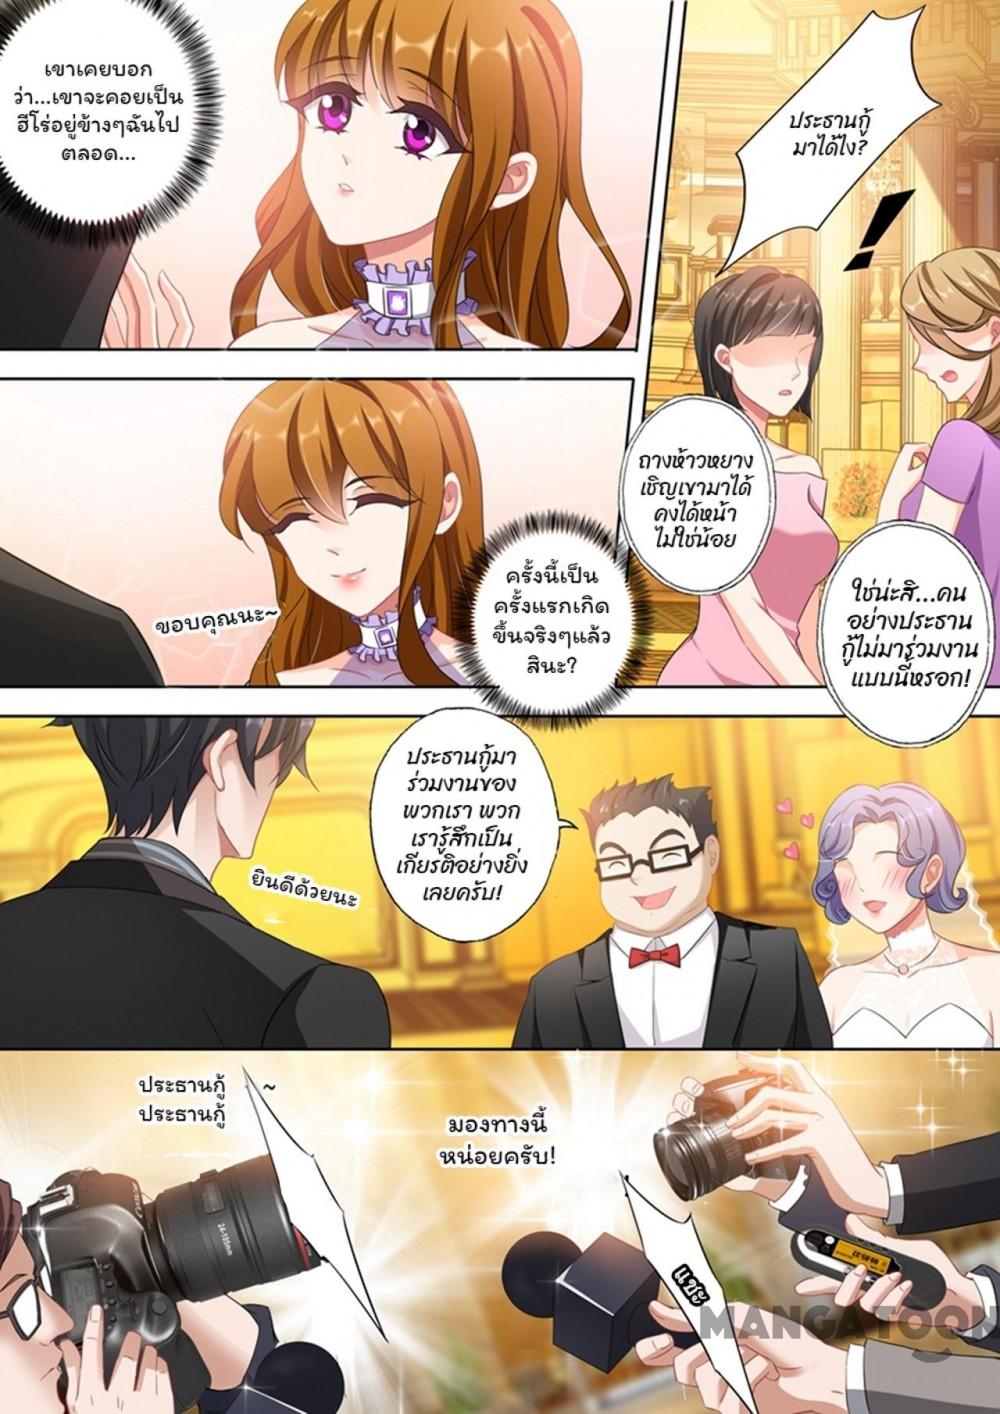 เขาเคยบอก
ว่า...เขาจะคอยเป็น
ฮีโร่อยู่ข้างๆฉันไป
ตลอด...
ประธานกู้
มาได้ไง?
ถางห้าวหยาง
เชิญเขามาได้
คงได้หน้า
ไม่ใช่น้อย
ใช่น่ะสิ...คน
อย่างประธาน
กู้ไม่มาร่วมงาน
แบบนี้หรอก!
ขอบคุณนะ~
ครั้งนี้เป็น
ครั้งแรกเกิด
ขึ้นจริงๆแล้ว
สินะ?
ประธานกู้มา
ร่วมงานของ
พวกเรา พวก
เรารู้สึกเป็น
เกียรติอย่างยิ่ง
เลยครับ!
ยินดีด้วยนะ
ประธานกู้ ~
ประธานกู้
มองทางนี้
หน่อยครับ!
24-105mm
แชะ
MANGATOON